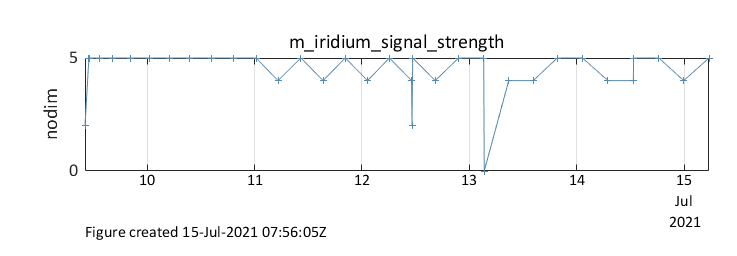 m_iridium_signal_strength
5
nodim
0
10 11 12 13 14 15
Jul
2021
Figure created 15-Jul-2021 07:56:05Z